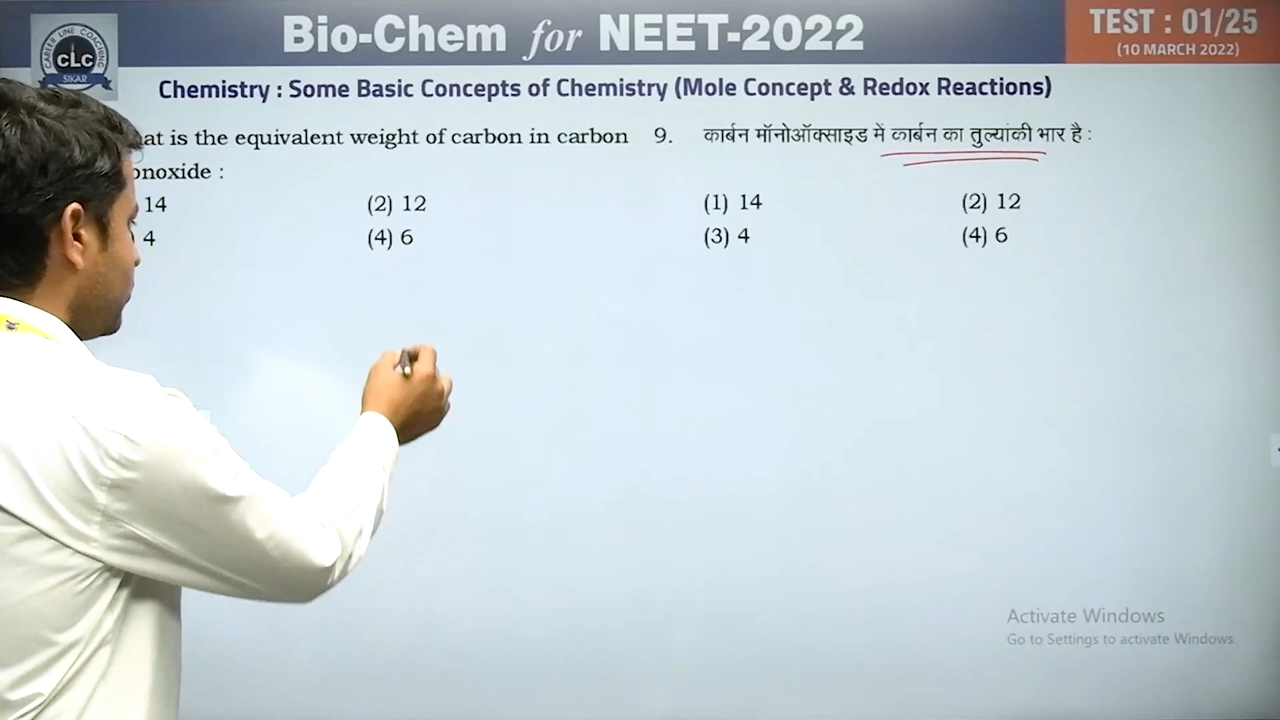 Bio-Chem for NEET-2022
TEST : 01/25
(10 MARCH 2022)
CAREER LINE COACHING
CLC
SIKAR
Chemistry : Some Basic Concepts of Chemistry (Mole Concept & Redox Reactions)
is the equivalent weight of carbon in carbon
14
(2) 12
4
(4) 6
9. कार्बन मॉनोऑक्साइड में कार्बन का तुल्यांकी भार है :
(1) 14
(2) 12
(3) 4
(4) 6
Activate Windows
Go to Settings to activate Windows.